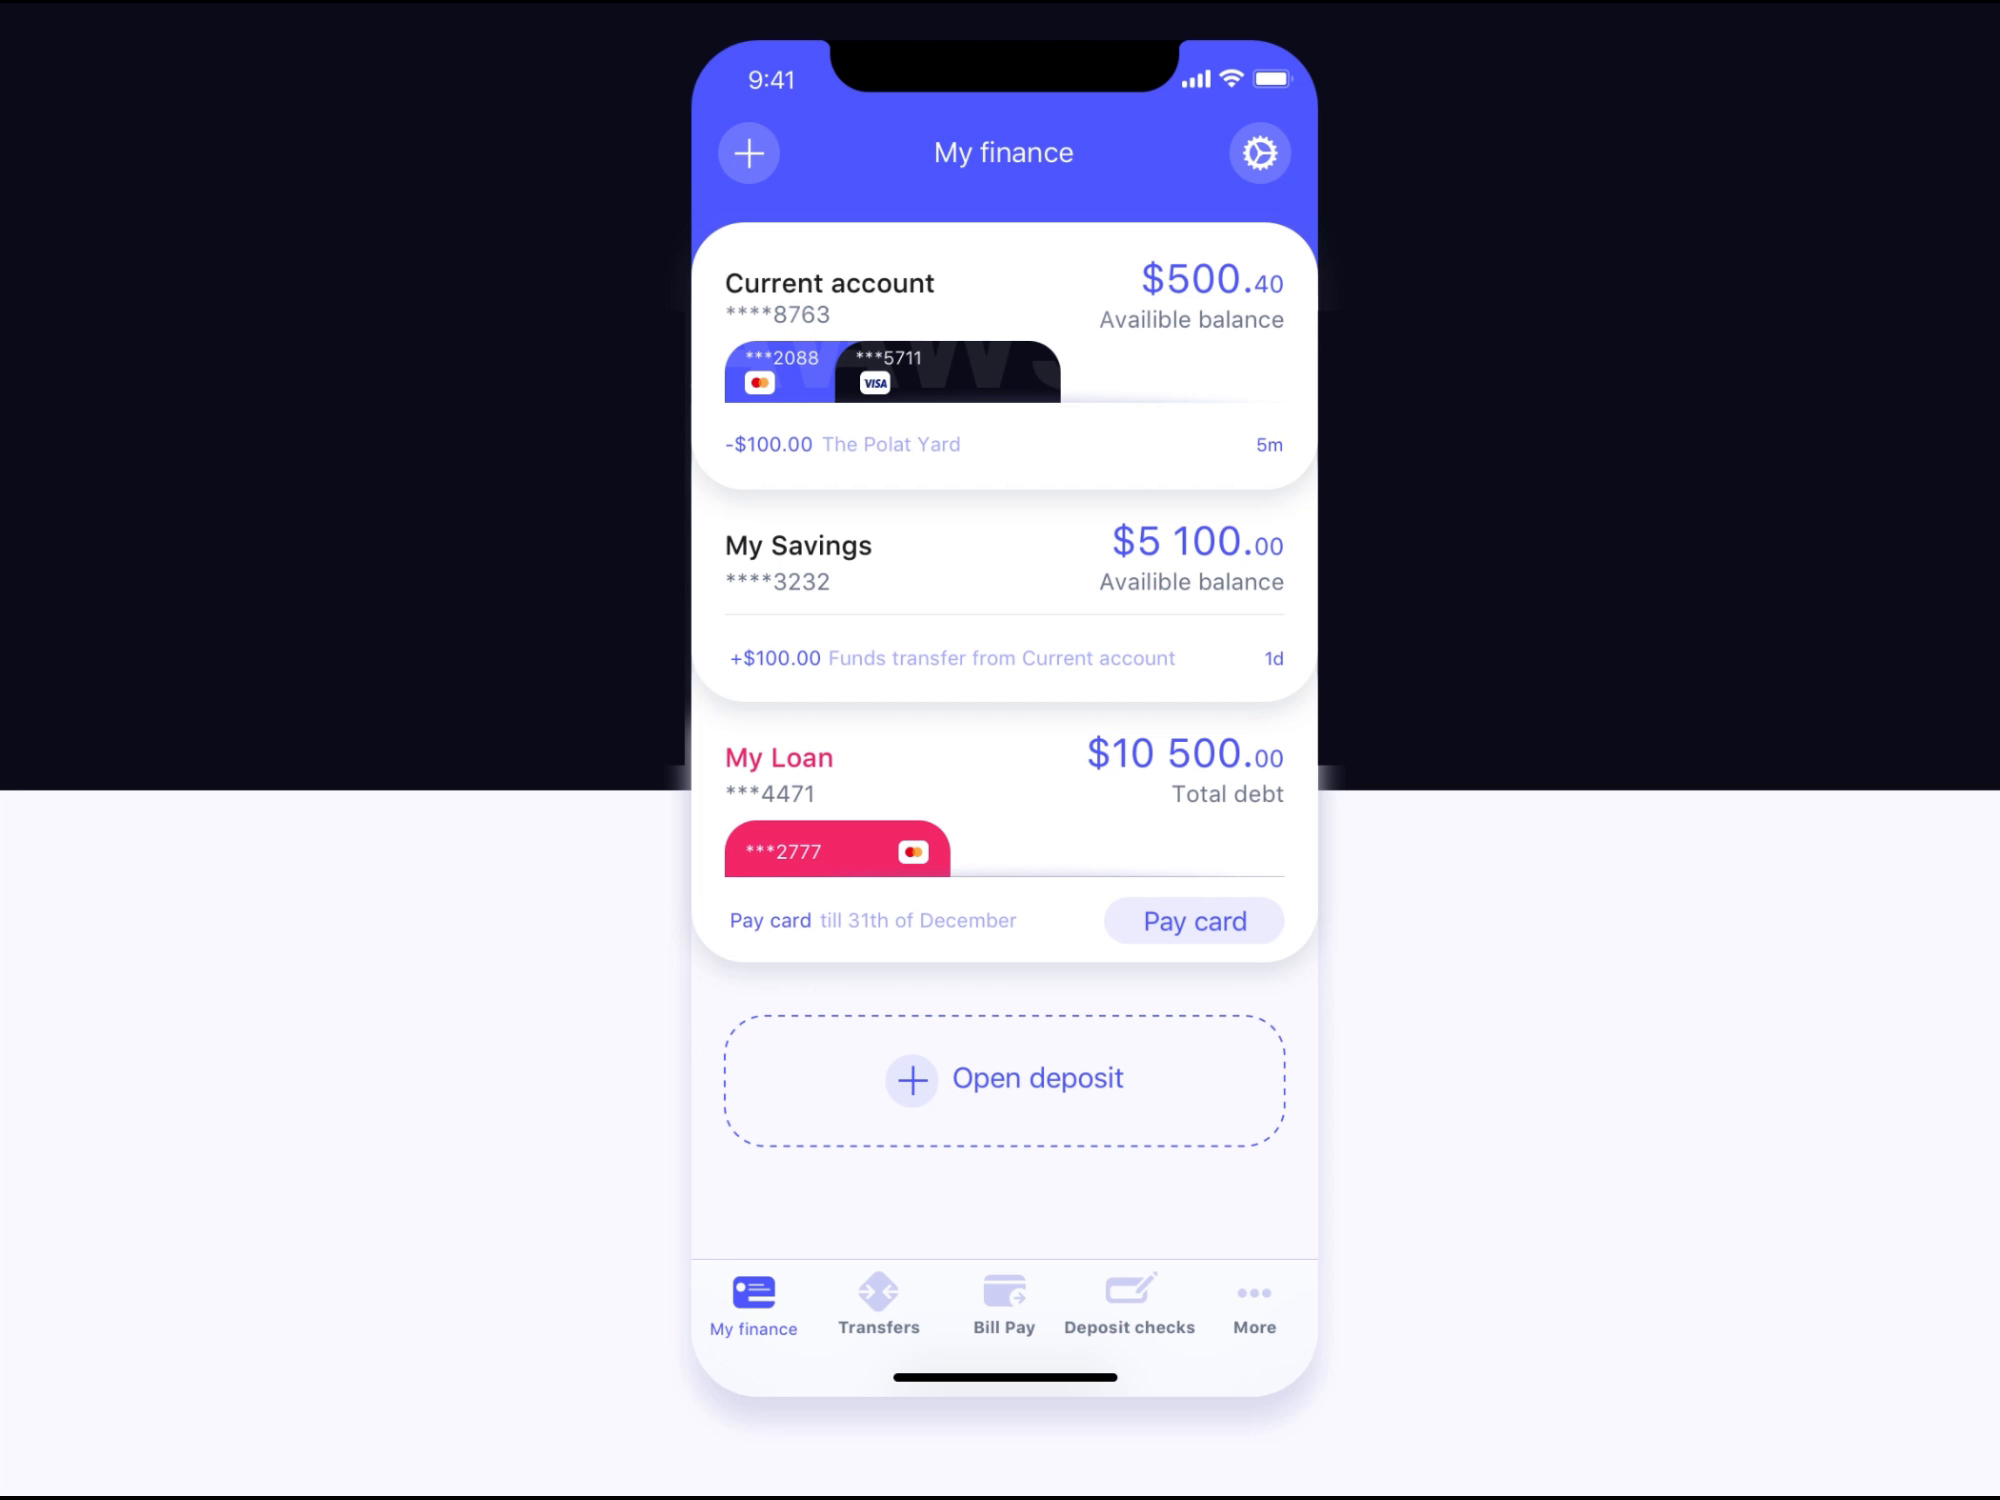 9:41
My finance
Current account
$500.40
****8763
Availible balance
***2088
***5711
VISA
-$100.00 The Polat Yard
5m
My Savings
$5 100.00
****3232
Availible balance
+$100.00 Funds transfer from Current account
1d
My Loan
$10 500.00
***4471
Total debt
***2777
Pay card till 31th of December
Pay card
Open deposit
My finance
Transfers
Bill Pay
Deposit checks
More